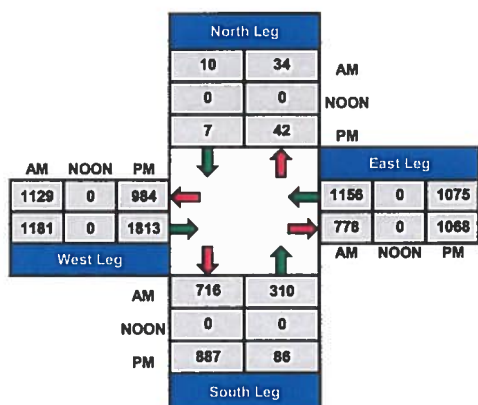 North Leg
10 34 AM
0 0 NOON
7 42 PM
AM NOON PM
East Leg
1129 0 984
1156 0 1075
1181 0 1813
778 0 1068
West Leg
AM NOON PM
AM 716 310
NOON 0 0
PM 887 86
South Leg